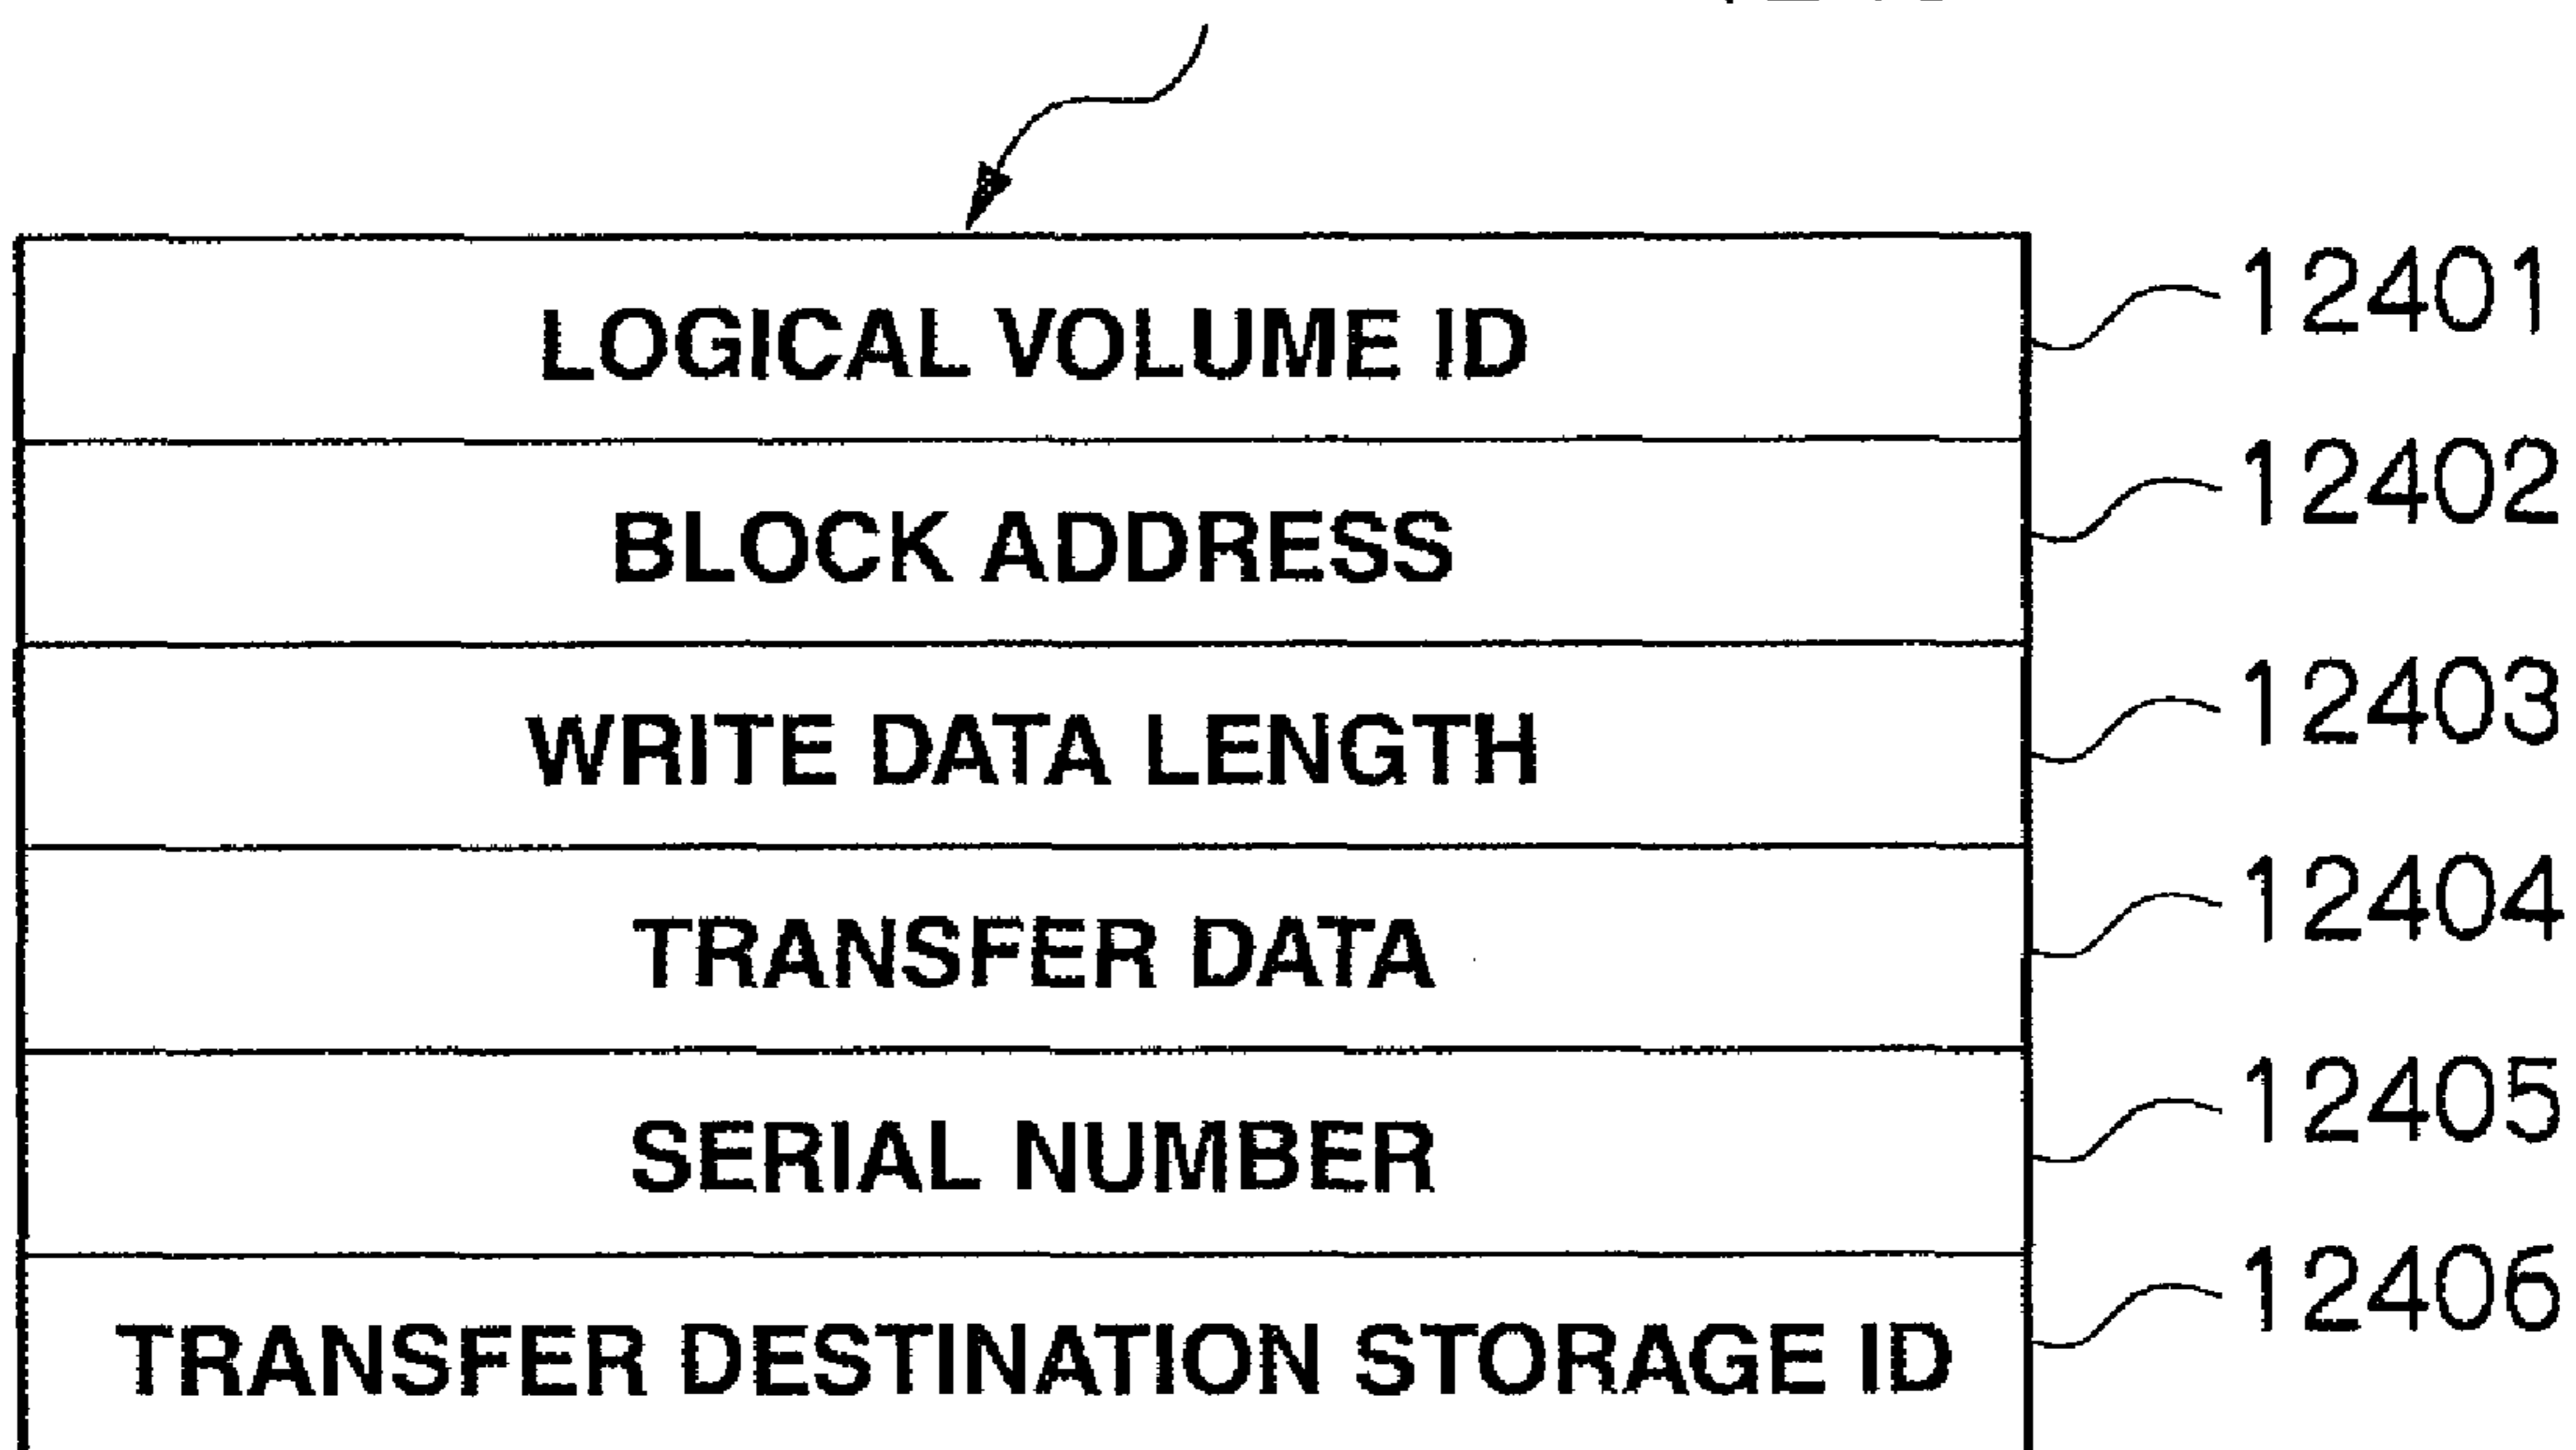 LOGICAL VOLUME ID 12401
BLOCK ADDRESS 12402
WRITE DATA LENGTH 12403
TRANSFER DATA 12404
SERIAL NUMBER 12405
TRANSFER DESTINATION STORAGE ID 12406